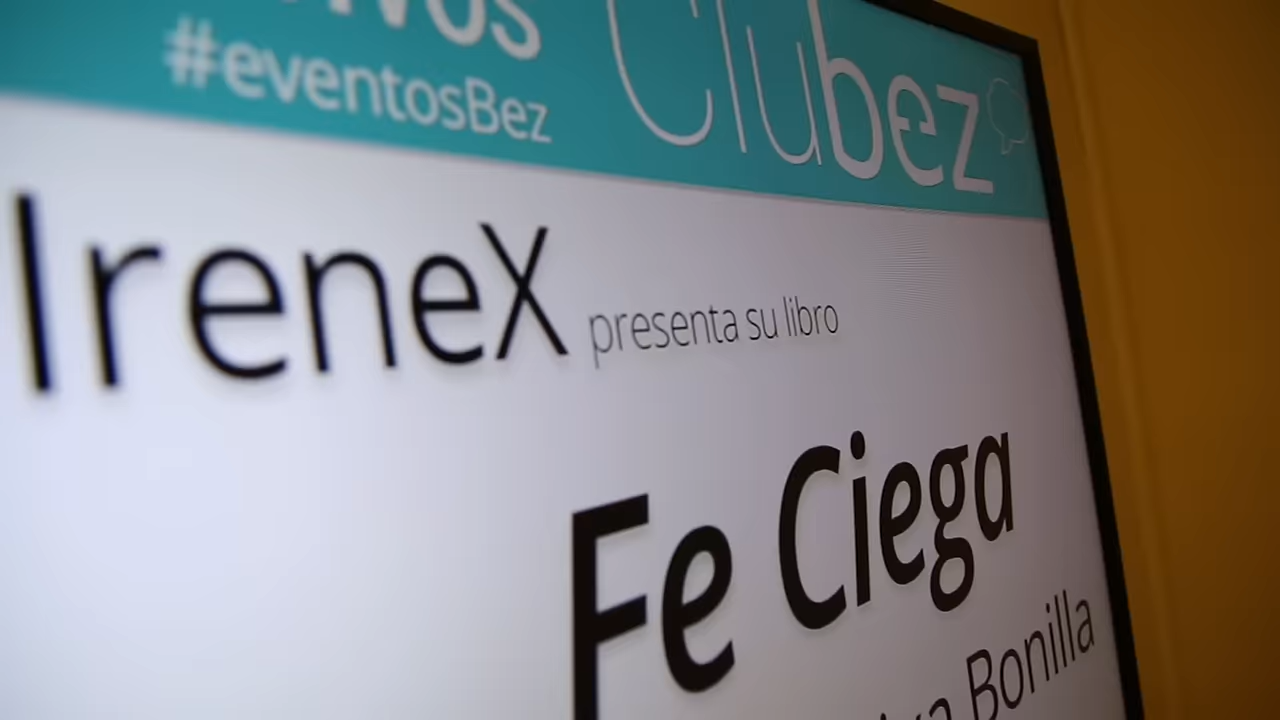 #eventosBez
Clubez
IreneX presenta su libro
Fe Ciega
Bonilla